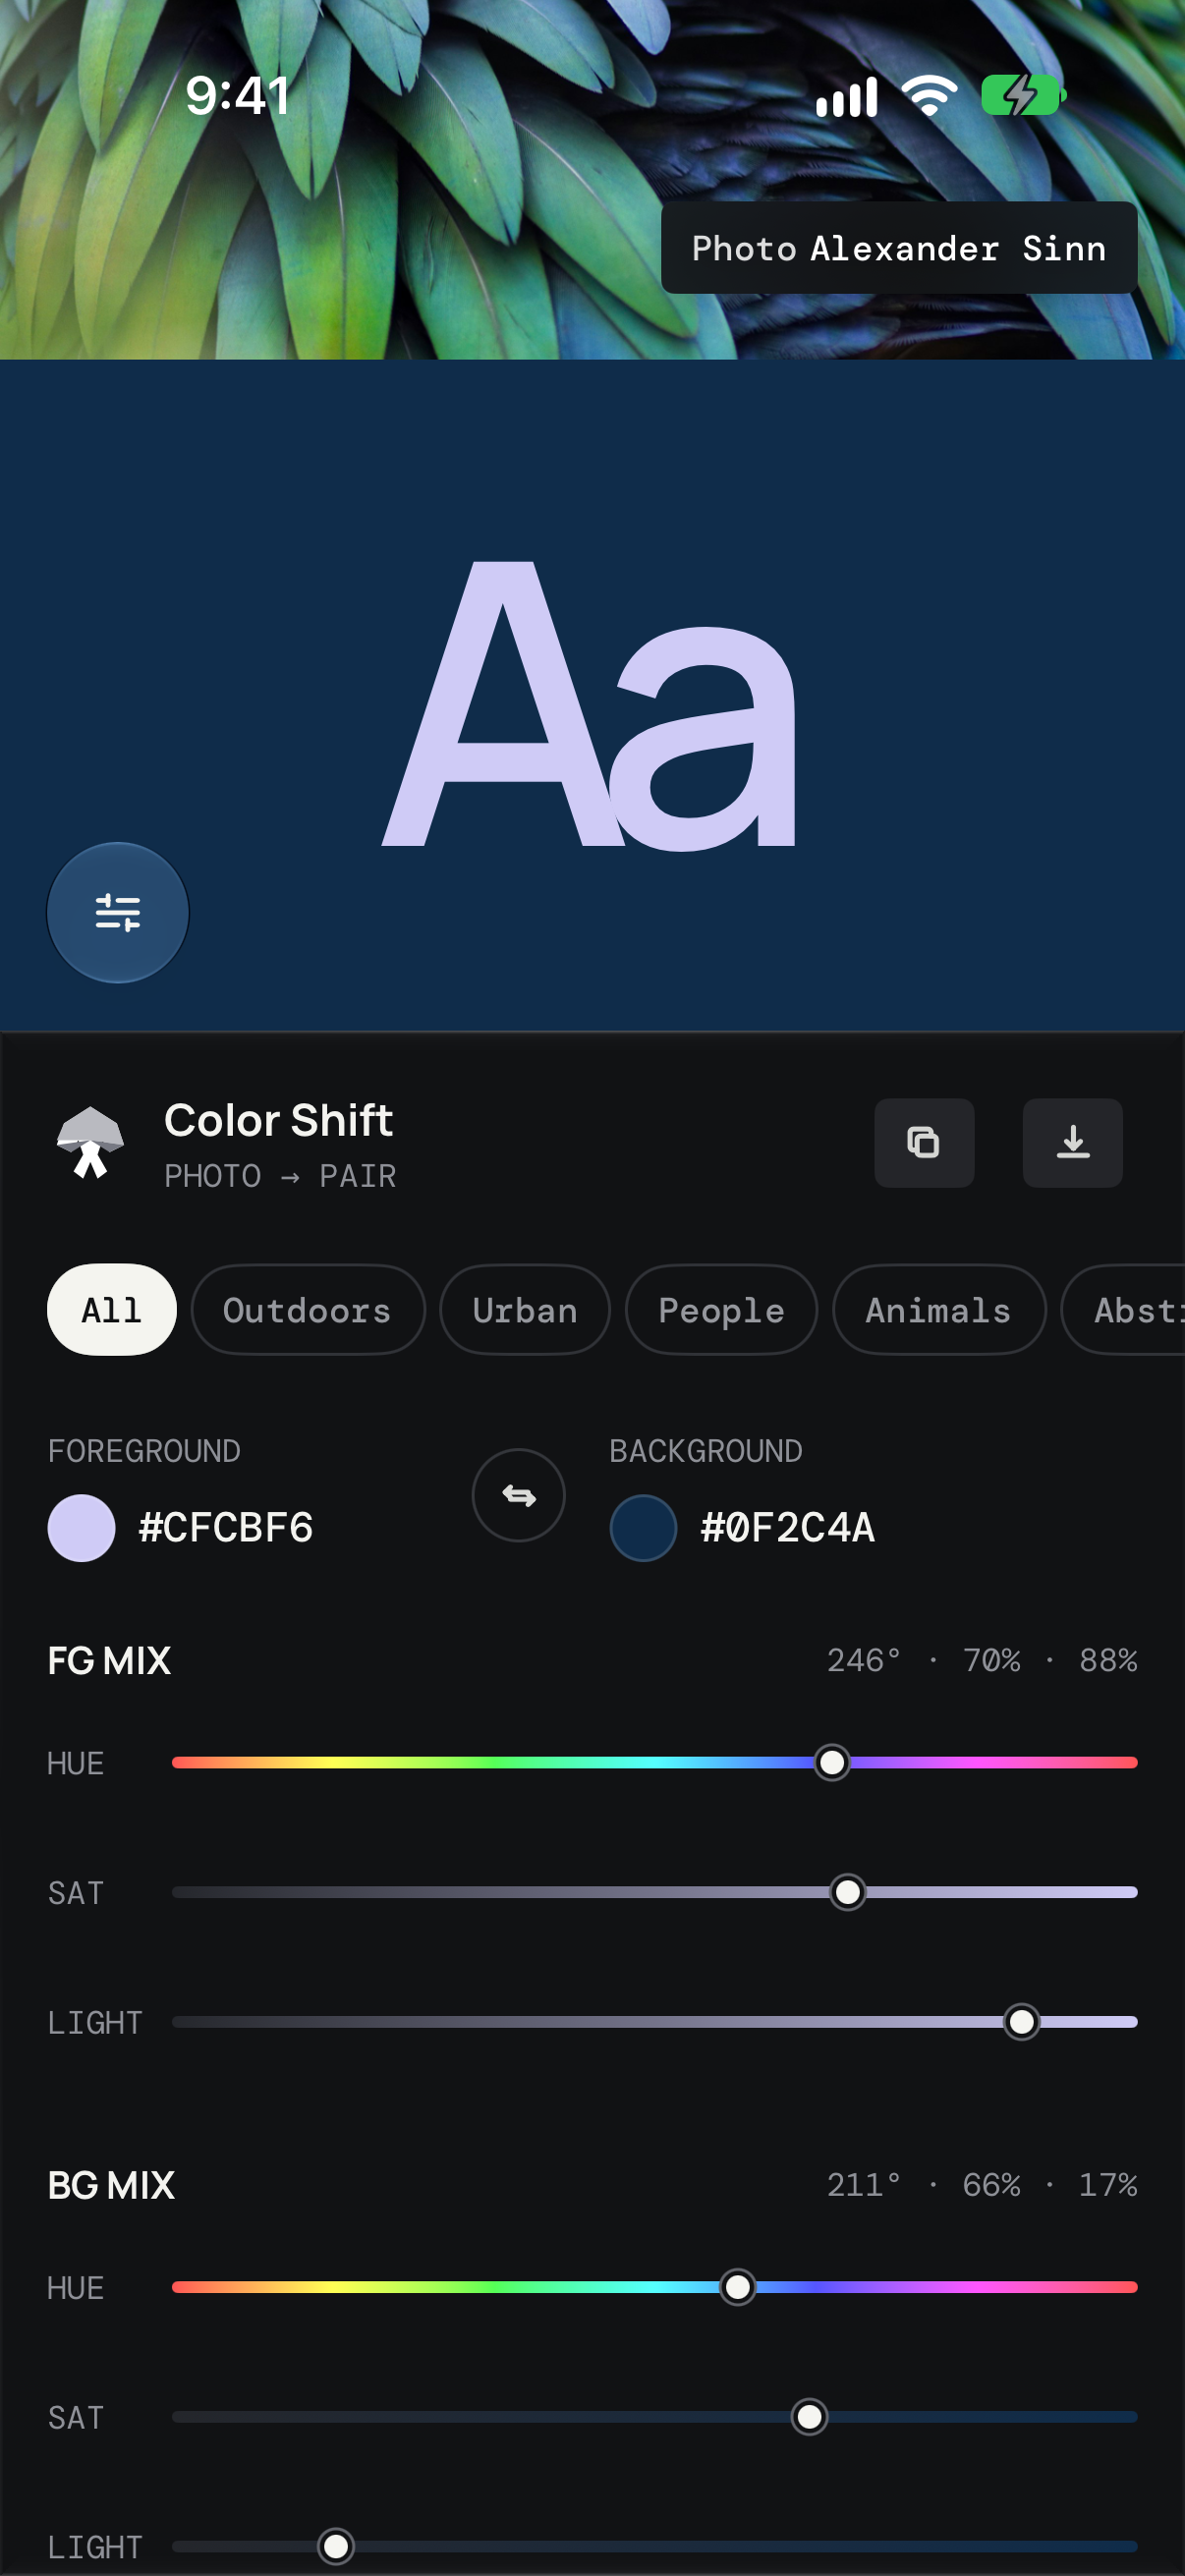 9:41
Photo Alexander Sinn
Aa
Color Shift
PHOTO → PAIR
All Outdoors Urban People Animals
FOREGROUND BACKGROUND
#CFCBF6 #0F2C4A
FG MIX 246° · 70% · 88%
HUE
SAT
LIGHT
BG MIX 211° · 66% · 17%
HUE
SAT
LIGHT